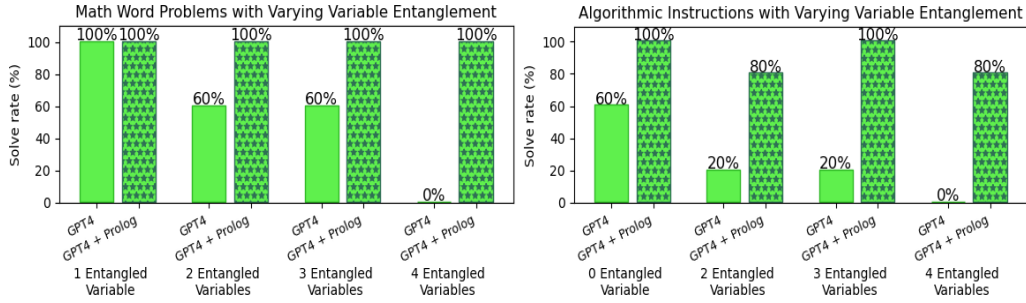 Math Word Problems with Varying Variable Entanglement
Solve rate (%)
100
80
60
40
20
0
100% 100%
60% 100%
60% 100%
0% 100%
GPT4
GPT4 + Prolog
GPT4
GPT4 + Prolog
GPT4
GPT4 + Prolog
GPT4
GPT4 + Prolog
1 Entangled
Variable
2 Entangled
Variables
3 Entangled
Variables
4 Entangled
Variables
Algorithmic Instructions with Varying Variable Entanglement
Solve rate (%)
100
80
60
40
20
0
60% 100%
20% 80%
20% 100%
0% 80%
GPT4
GPT4 + Prolog
GPT4
GPT4 + Prolog
GPT4
GPT4 + Prolog
GPT4
GPT4 + Prolog
0 Entangled
Variable
2 Entangled
Variables
3 Entangled
Variables
4 Entangled
Variables